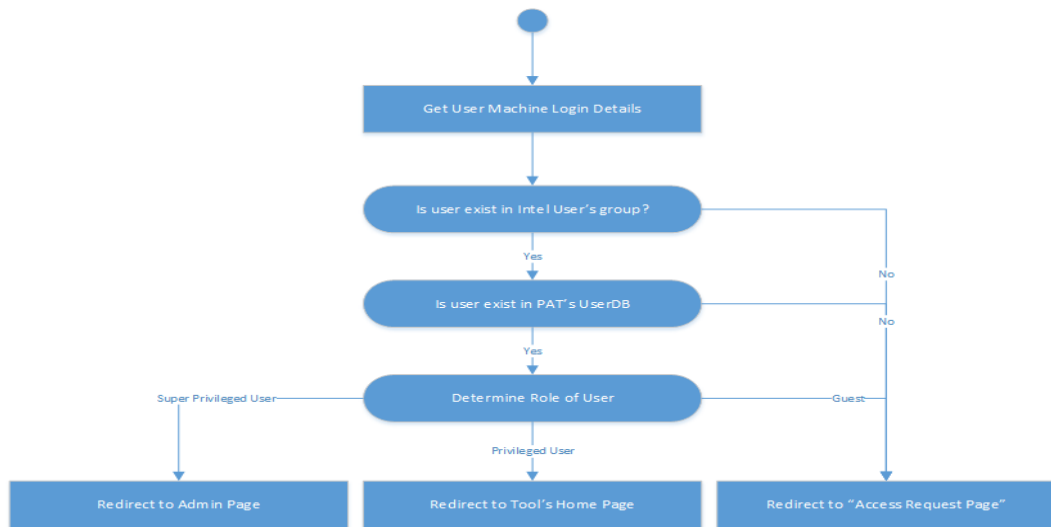 Get User Machine Login Details
Is user exist in Intel User's group?
No
Yes
Is user exist in PAT's UserDB
No
Yes
Determine Role of User
Super Privileged User
Guest
Privileged User
Redirect to Admin Page
Redirect to Tool's Home Page
Redirect to “Access Request Page”